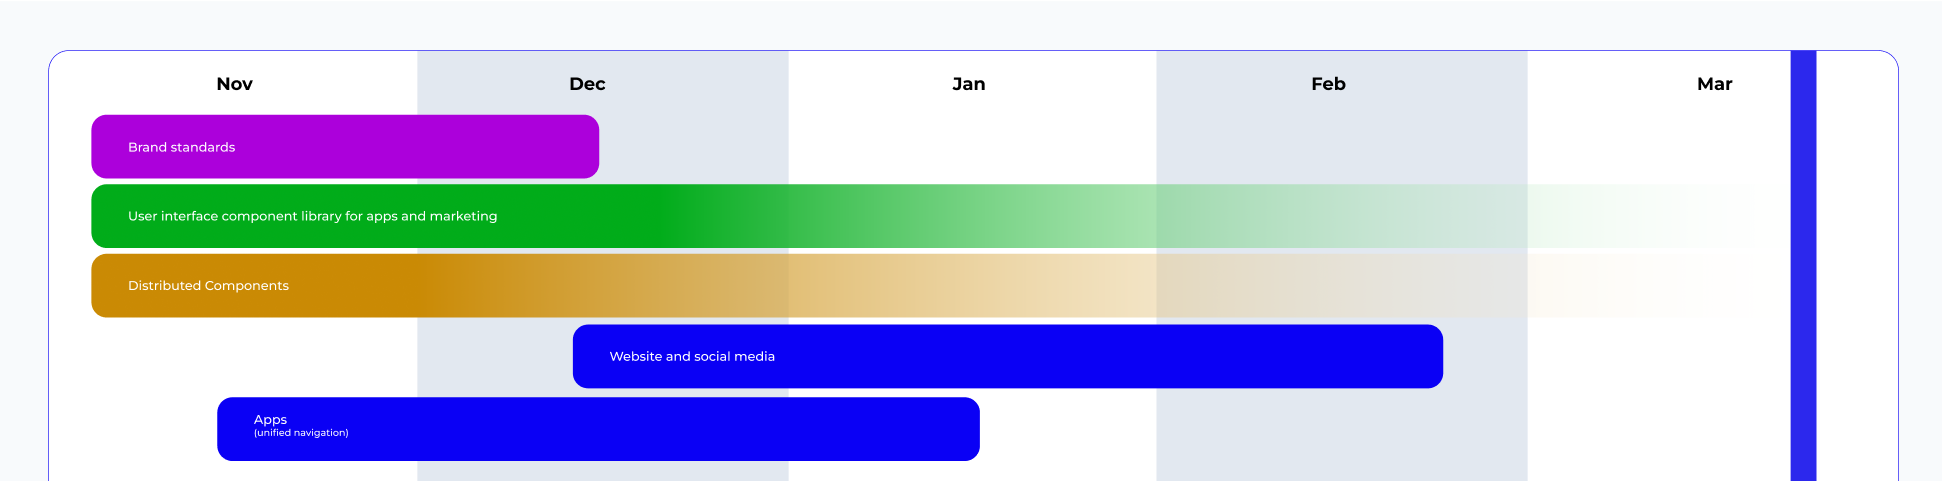 Nov
Dec
Jan
Feb
Mar
Brand standards
User interface component library for apps and marketing
Distributed Components
Website and social media
Apps
(unified navigation)